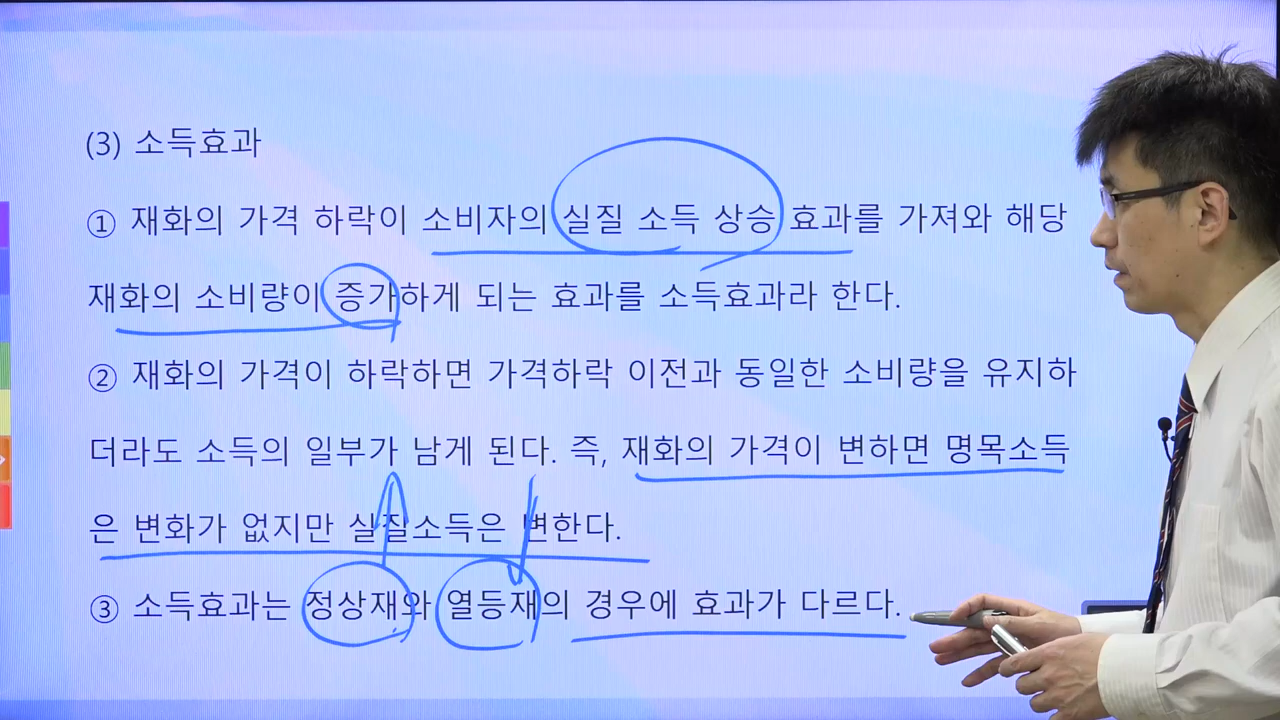 (3) 소득효과
① 재화의 가격 하락이 소비자의 실질 소득 상승 효과를 가져와 해당
재화의 소비량이 증가하게 되는 효과를 소득효과라 한다.
② 재화의 가격이 하락하면 가격하락 이전과 동일한 소비량을 유지하
더라도 소득의 일부가 남게 된다. 즉, 재화의 가격이 변하면 명목소득
은 변화가 없지만 실질소득은 변한다.
③ 소득효과는 정상재와 열등재의 경우에 효과가 다르다.